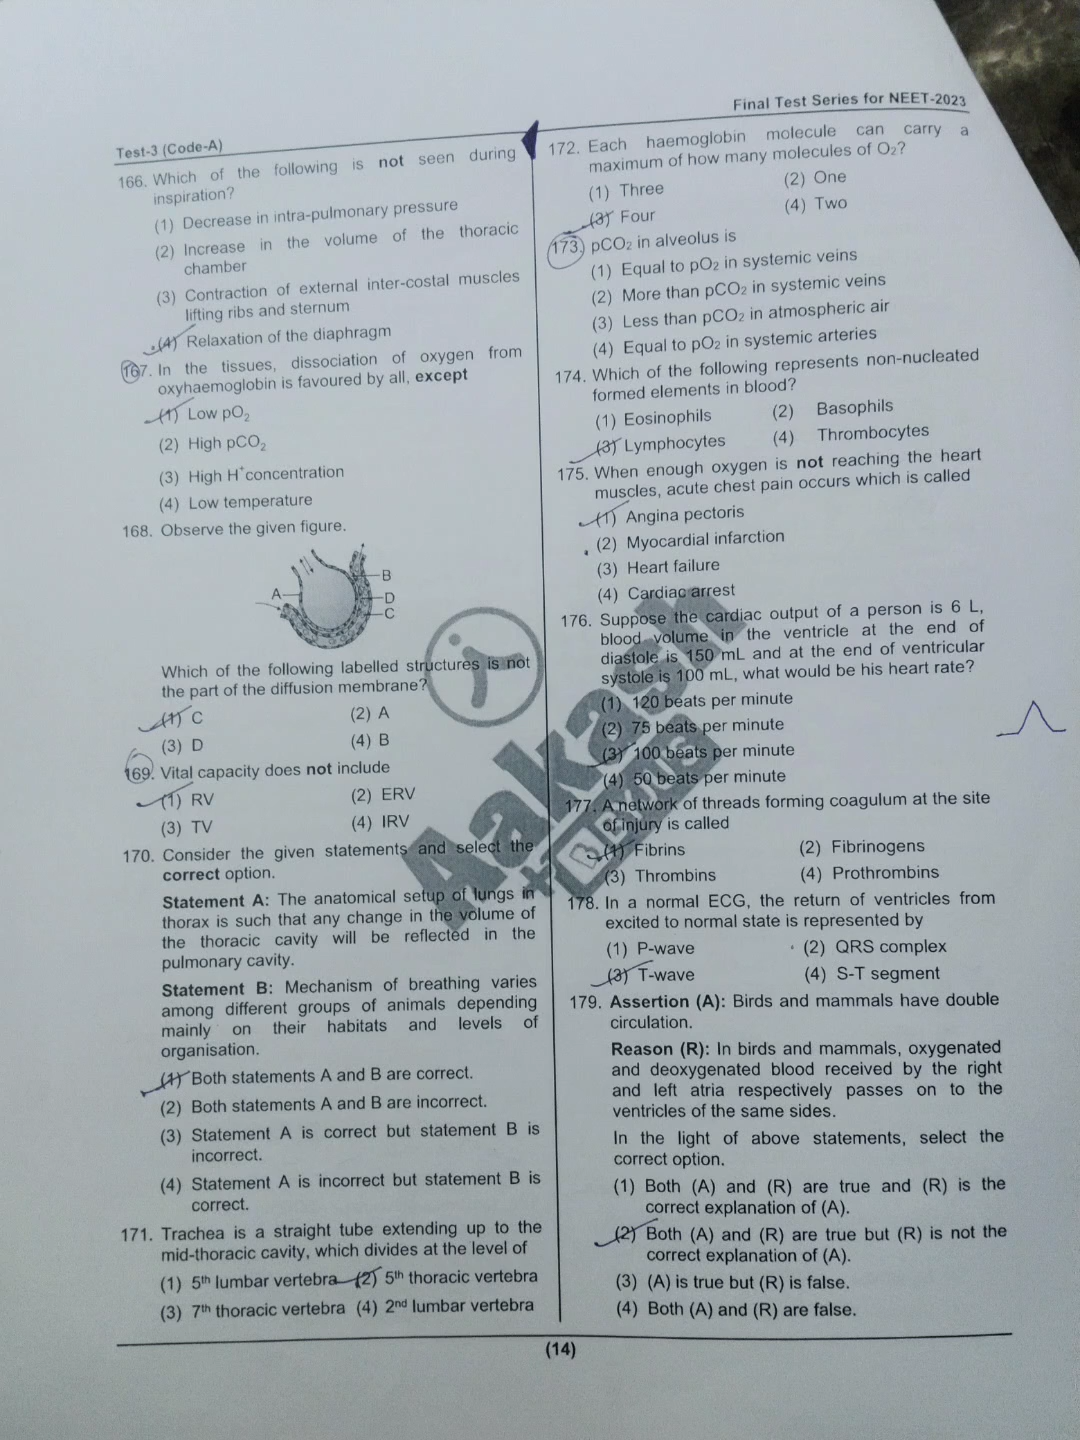 Final Test Series for NEET-2023
Test-3 (Code-A)
166. Which of the following is not seen during
inspiration?
(1) Decrease in intra-pulmonary pressure
(2) Increase in the volume of the thoracic
chamber
(3) Contraction of external inter-costal muscles
lifting ribs and sternum
(4) Relaxation of the diaphragm
167. In the tissues, dissociation of oxygen from
oxyhaemoglobin is favoured by all, except
(1) Low pO₂
(2) High pCO₂
(3) High H⁺concentration
(4) Low temperature
168. Observe the given figure.
A
B
D
C
Which of the following labelled structures is not
the part of the diffusion membrane?
(1) C
(2) A
(3) D
(4) B
169. Vital capacity does not include
(1) RV
(2) ERV
(3) TV
(4) IRV
170. Consider the given statements and select the
correct option.
Statement A: The anatomical setup of lungs in
thorax is such that any change in the volume of
the thoracic cavity will be reflected in the
pulmonary cavity.
Statement B: Mechanism of breathing varies
among different groups of animals depending
mainly on their habitats and levels of
organisation.
(1) Both statements A and B are correct.
(2) Both statements A and B are incorrect.
(3) Statement A is correct but statement B is
incorrect.
(4) Statement A is incorrect but statement B is
correct.
171. Trachea is a straight tube extending up to the
mid-thoracic cavity, which divides at the level of
(1) 5th lumbar vertebra (2) 5th thoracic vertebra
(3) 7th thoracic vertebra (4) 2nd lumbar vertebra
172. Each haemoglobin molecule can carry a
maximum of how many molecules of O₂?
(1) Three
(2) One
(3) Four
(4) Two
173. pCO₂ in alveolus is
(1) Equal to pO₂ in systemic veins
(2) More than pCO₂ in systemic veins
(3) Less than pCO₂ in atmospheric air
(4) Equal to pO₂ in systemic arteries
174. Which of the following represents non-nucleated
formed elements in blood?
(1) Eosinophils
(2) Basophils
(3) Lymphocytes
(4) Thrombocytes
175. When enough oxygen is not reaching the heart
muscles, acute chest pain occurs which is called
(1) Angina pectoris
(2) Myocardial infarction
(3) Heart failure
(4) Cardiac arrest
176. Suppose the cardiac output of a person is 6 L,
blood volume in the ventricle at the end of
diastole is 150 mL and at the end of ventricular
systole is 100 mL, what would be his heart rate?
(1) 120 beats per minute
(2) 75 beats per minute
(3) 100 beats per minute
(4) 50 beats per minute
177. A network of threads forming coagulum at the site
of injury is called
(1) Fibrins
(2) Fibrinogens
(3) Thrombins
(4) Prothrombins
178. In a normal ECG, the return of ventricles from
excited to normal state is represented by
(1) P-wave
(2) QRS complex
(3) T-wave
(4) S-T segment
179. Assertion (A): Birds and mammals have double
circulation.
Reason (R): In birds and mammals, oxygenated
and deoxygenated blood received by the right
and left atria respectively passes on to the
ventricles of the same sides.
In the light of above statements, select the
correct option.
(1) Both (A) and (R) are true and (R) is the
correct explanation of (A).
(2) Both (A) and (R) are true but (R) is not the
correct explanation of (A).
(3) (A) is true but (R) is false.
(4) Both (A) and (R) are false.
(14)
Aakash
+BYJU'S